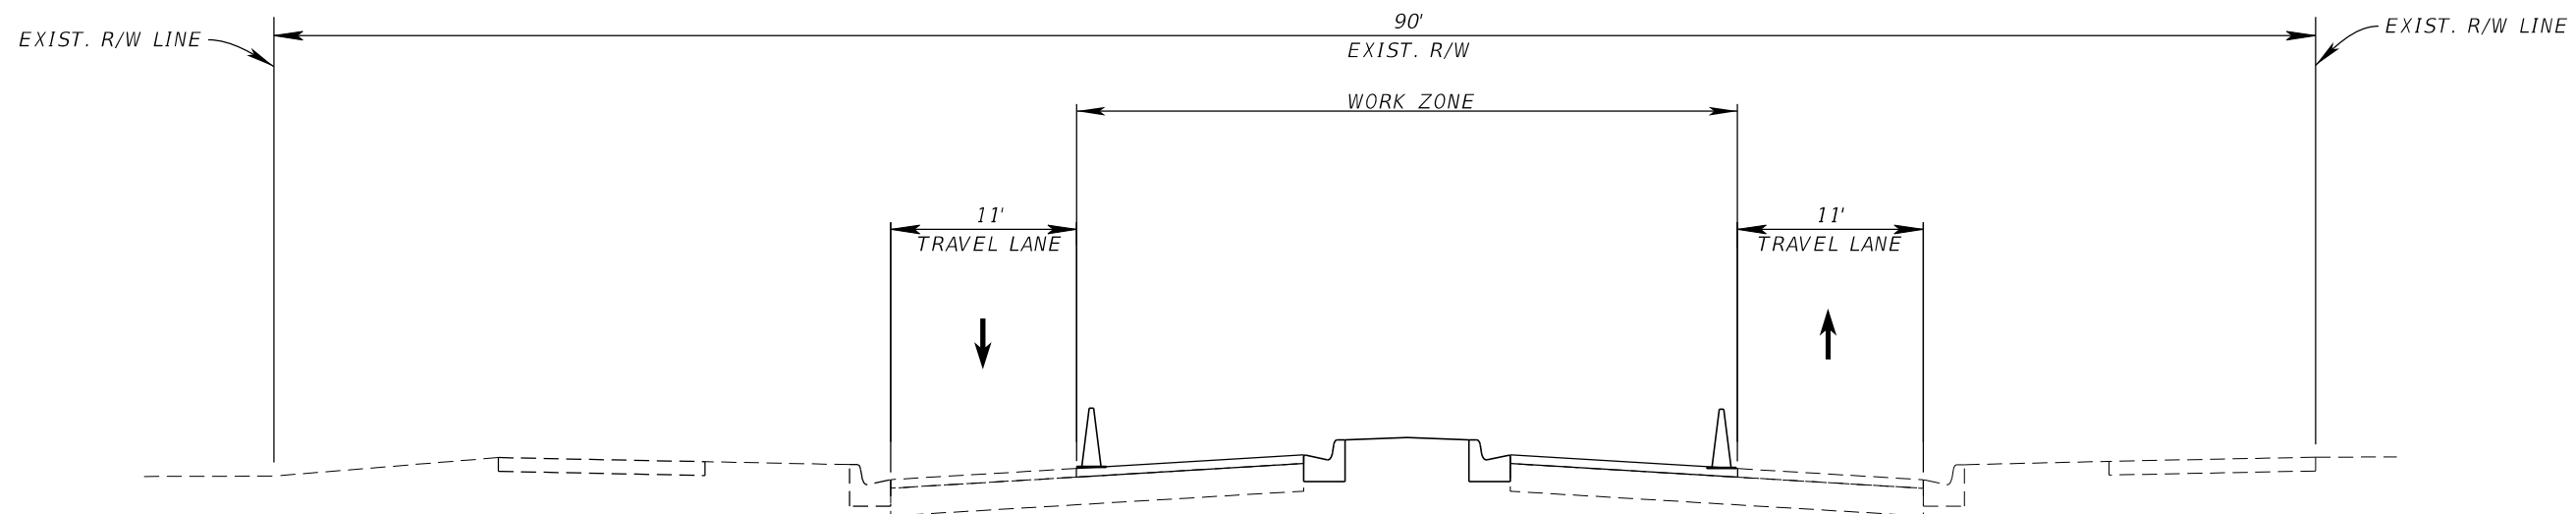 90'
EXIST. R/W LINE
EXIST. R/W LINE
EXIST. R/W
WORK ZONE
11'
11'
TRAVEL LANE
TRAVEL LANE